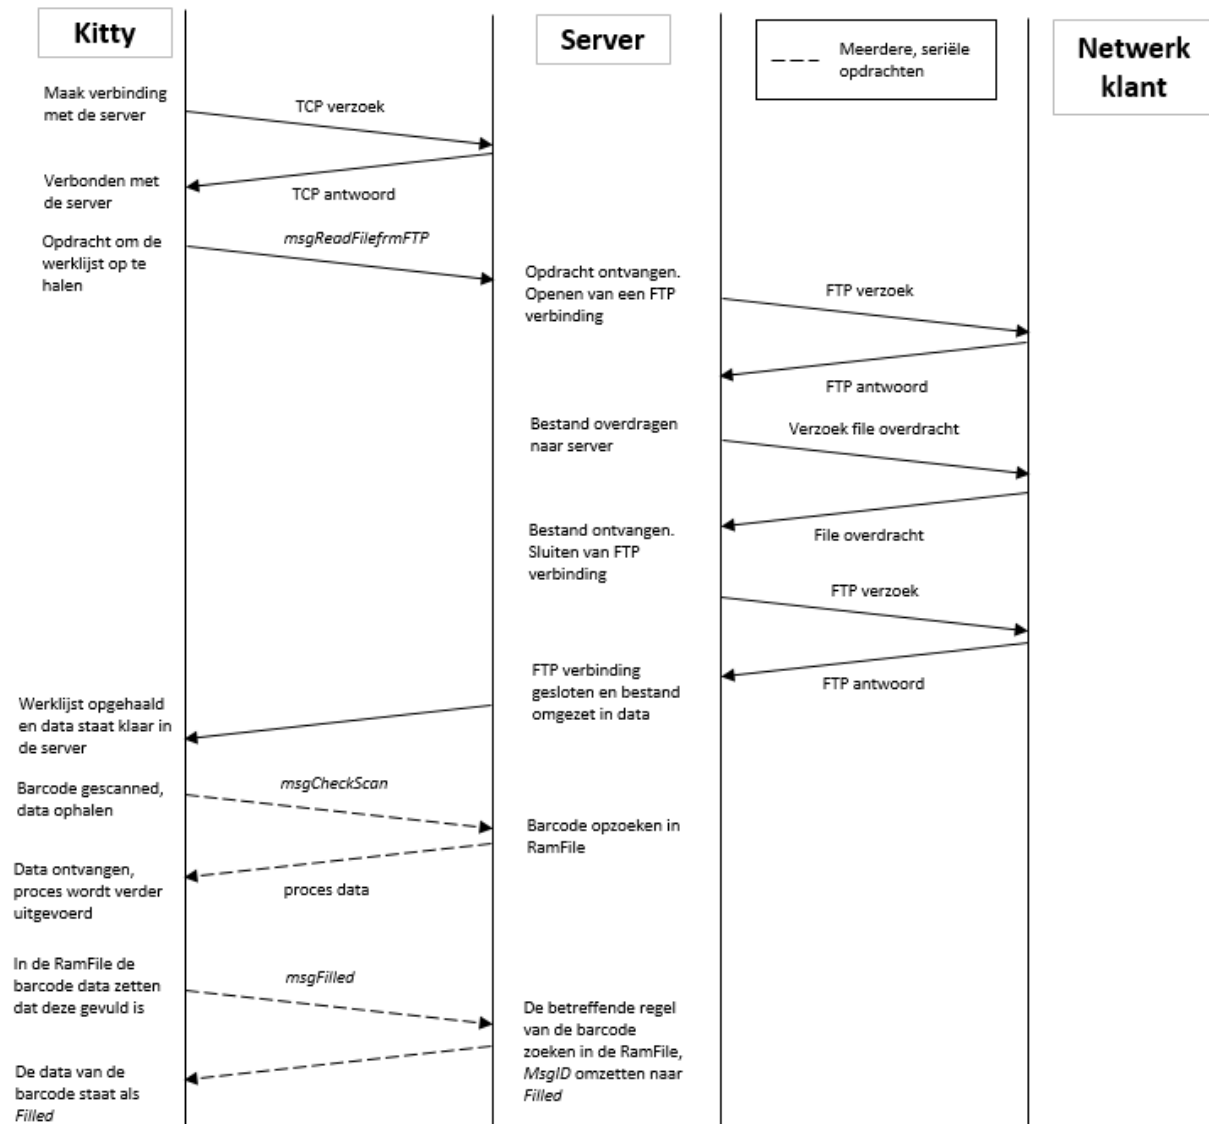 Kitty
Server
Meerdere, seriële
opdrachten
Netwerk
klant
Maak verbinding
met de server
TCP verzoek
Verbonden met
de server
TCP antwoord
Opdracht om de
werklijst op te
halen
msgReadFilefrmFTP
Opdracht ontvangen.
Openen van een FTP
verbinding
FTP verzoek
FTP antwoord
Bestand overdragen
naar server
Verzoek file overdracht
Bestand ontvangen.
Sluiten van FTP
verbinding
File overdracht
FTP verzoek
FTP verbinding
gesloten en bestand
omgezet in data
FTP antwoord
Werklijst opgehaald
en data staat klaar in
de server
Barcode gescanned,
data ophalen
msgCheckScan
Barcode opzoeken in
RamFile
Data ontvangen,
proces wordt verder
uitgevoerd
proces data
In de RamFile de
barcode data zetten
dat deze gevuld is
msgFilled
De betreffende regel
van de barcode
zoeken in de RamFile,
MsgID omzetten naar
Filled
De data van de
barcode staat als
Filled